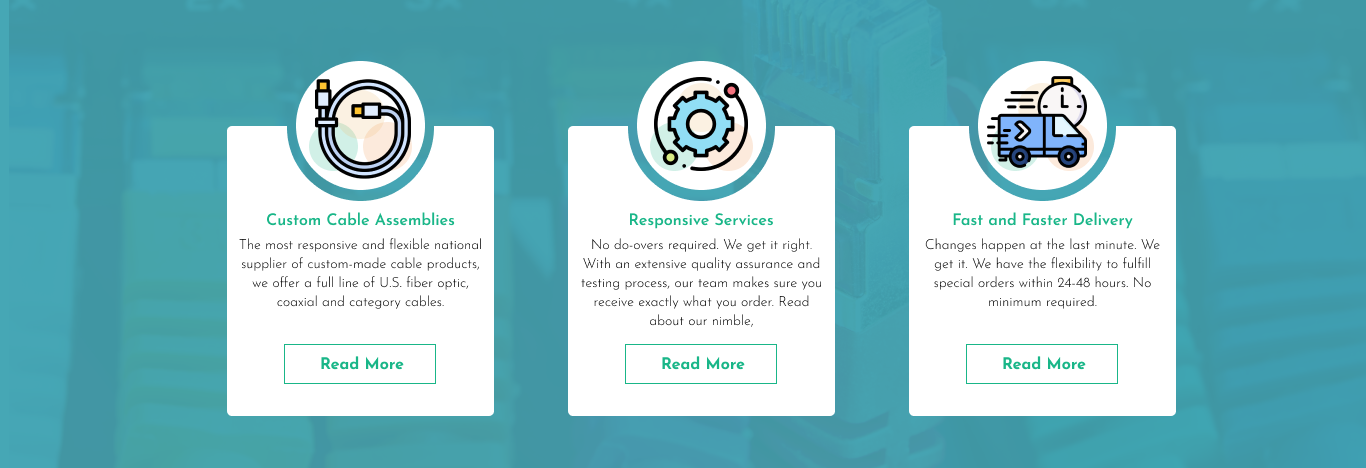 Custom Cable Assemblies
The most responsive and flexible national
supplier of custom-made cable products,
we offer a full line of U.S. fiber optic,
coaxial and category cables.
Read More
Responsive Services
No do-overs required. We get it right.
With an extensive quality assurance and
testing process, our team makes sure you
receive exactly what you order. Read
about our nimble,
Read More
Fast and Faster Delivery
Changes happen at the last minute. We
get it. We have the flexibility to fulfill
special orders within 24-48 hours. No
minimum required.
Read More